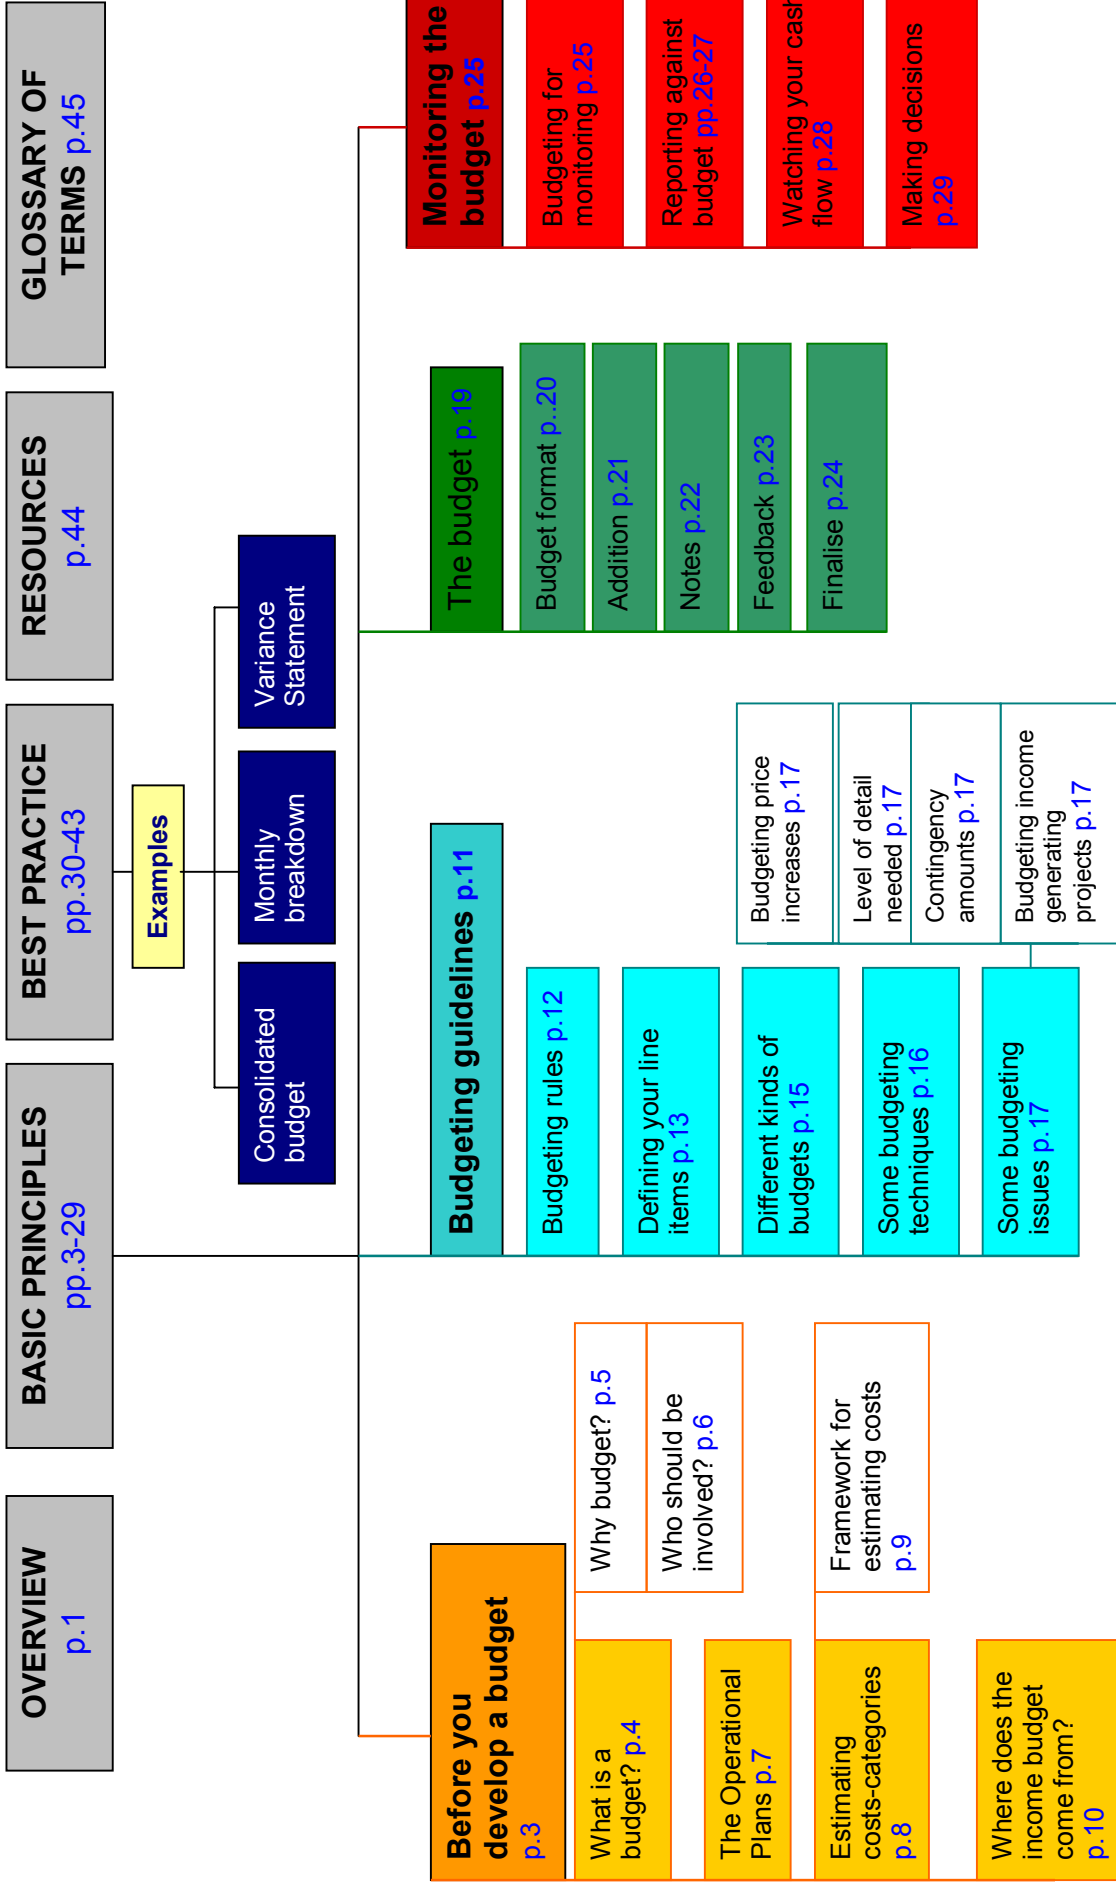 OVERVIEW
p.1
BASIC PRINCIPLES
pp.3-29
BEST PRACTICE
pp.30-43
RESOURCES
p.44
GLOSSARY OF
TERMS p.45
Examples
Consolidated
budget
Monthly
breakdown
Variance
Statement
Before you
develop a budget
p.3
What is a
budget? p.4
Why budget? p.5
Who should be
involved? p.6
The Operational
Plans p.7
Estimating
costs-categories
p.8
Framework for
estimating costs
p.9
Where does the
income budget
come from?
p.10
Budgeting guidelines p.11
Budgeting rules p.12
Defining your line
items p.13
Different kinds of
budgets p.15
Some budgeting
techniques p.16
Some budgeting
issues p.17
Budgeting price
increases p.17
Level of detail
needed p.17
Contingency
amounts p.17
Budgeting income
generating
projects p.17
The budget p.19
Budget format p..20
Addition p.21
Notes p.22
Feedback p.23
Finalise p.24
Monitoring the
budget p.25
Budgeting for
monitoring p.25
Reporting against
budget pp.26-27
Watching your cash
flow p.28
Making decisions
p.29